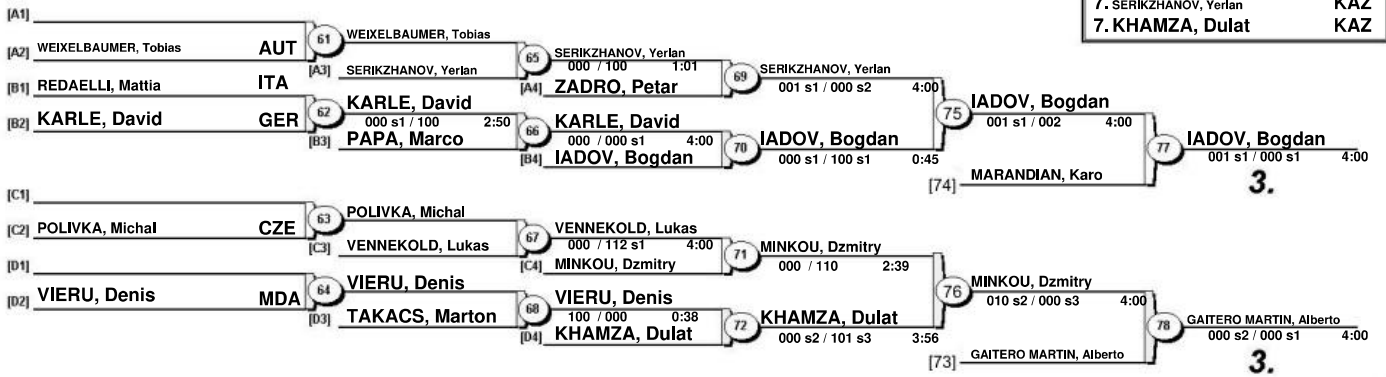 7. SERIKZHANOV, Yerlan KAZ
7. KHAMZA, Dulat KAZ
[A1]
[A2] WEIXELBAUMER, Tobias AUT
61
WEIXELBAUMER, Tobias
[A3] SERIKZHANOV, Yerlan
65
SERIKZHANOV, Yerlan
000 / 100 1:01
[A4] ZADRO, Petar
69
SERIKZHANOV, Yerlan
001 s1 / 000 s2 4:00
[B1] REDAELLI, Mattia ITA
[B2] KARLE, David GER
62
KARLE, David
000 s1 / 100 2:50
[B3] PAPA, Marco
66
KARLE, David
000 / 000 s1 4:00
[B4] IADOV, Bogdan
70
IADOV, Bogdan
000 s1 / 100 s1 0:45
75
IADOV, Bogdan
001 s1 / 002 4:00
[74] MARANDIAN, Karo
77
IADOV, Bogdan
001 s1 / 000 s1 4:00
3.
[C1]
[C2] POLIVKA, Michal CZE
63
POLIVKA, Michal
[C3] VENNEKOLD, Lukas
67
VENNEKOLD, Lukas
000 / 112 s1 4:00
[C4] MINKOU, Dzmitry
71
MINKOU, Dzmitry
000 / 110 2:39
[D1]
[D2] VIERU, Denis MDA
64
VIERU, Denis
[D3] TAKACS, Marton
68
VIERU, Denis
100 / 000 0:38
[D4] KHAMZA, Dulat
72
KHAMZA, Dulat
000 s2 / 101 s3 3:56
76
MINKOU, Dzmitry
010 s2 / 000 s3 4:00
[73] GAITERO MARTIN, Alberto
78
GAITERO MARTIN, Alberto
000 s2 / 000 s1 4:00
3.